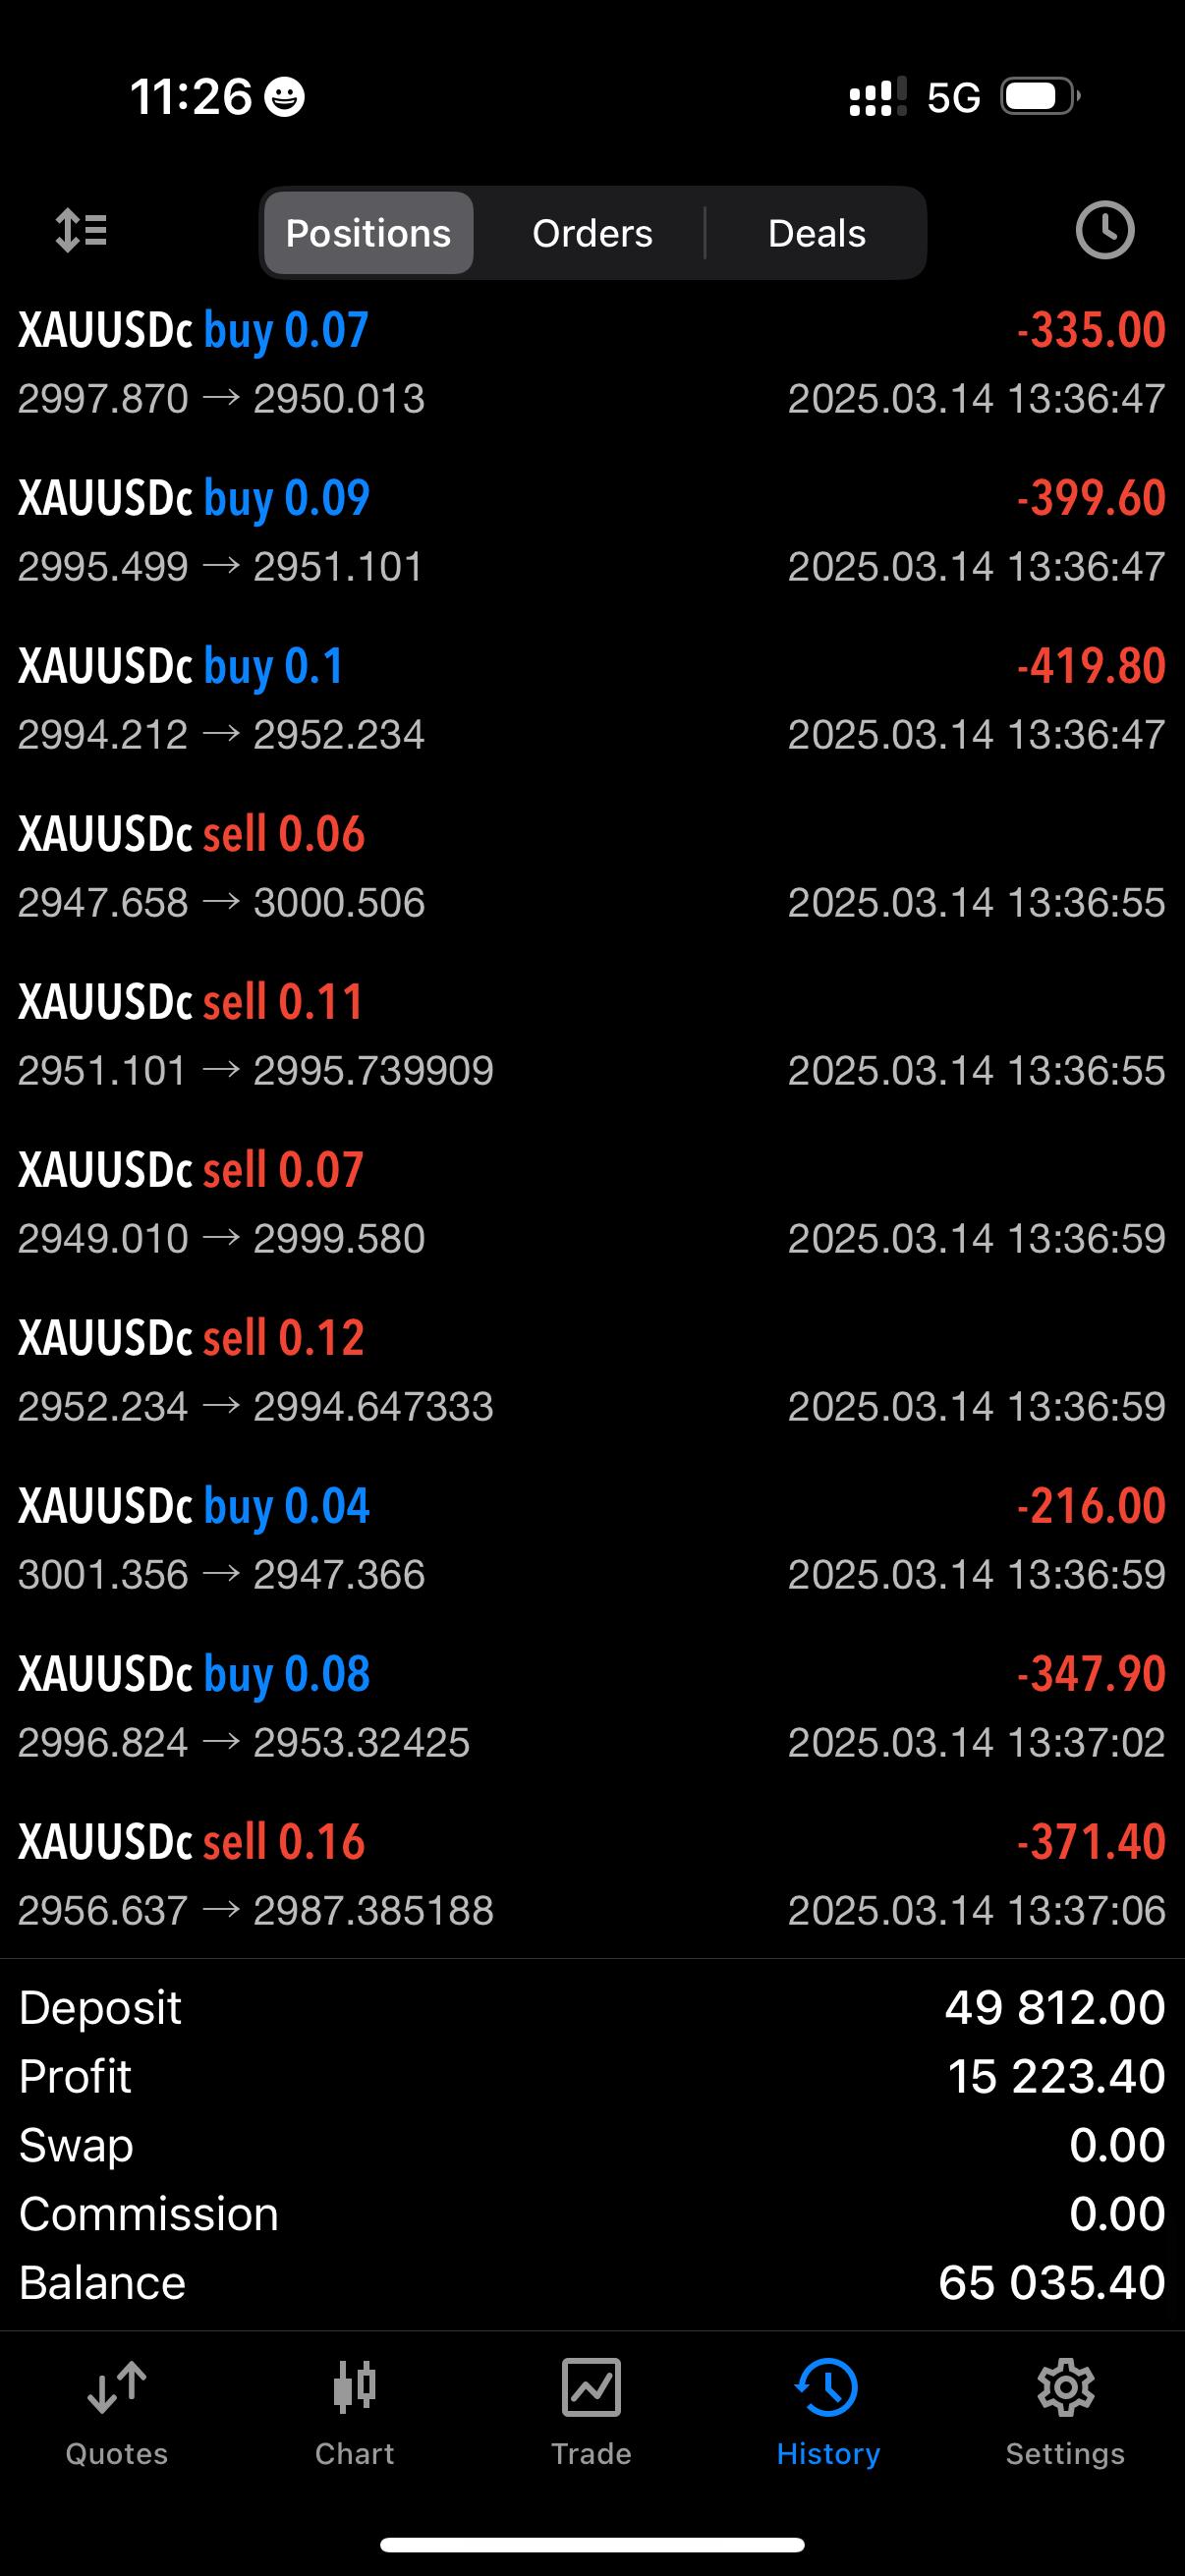 11:26 5G
Positions Orders Deals
XAUUSDc buy 0.07 -335.00
2997.870 → 2950.013 2025.03.14 13:36:47
XAUUSDc buy 0.09 -399.60
2995.499 → 2951.101 2025.03.14 13:36:47
XAUUSDc buy 0.1 -419.80
2994.212 → 2952.234 2025.03.14 13:36:47
XAUUSDc sell 0.06
2947.658 → 3000.506 2025.03.14 13:36:55
XAUUSDc sell 0.11
2951.101 → 2995.739909 2025.03.14 13:36:55
XAUUSDc sell 0.07
2949.010 → 2999.580 2025.03.14 13:36:59
XAUUSDc sell 0.12
2952.234 → 2994.647333 2025.03.14 13:36:59
XAUUSDc buy 0.04 -216.00
3001.356 → 2947.366 2025.03.14 13:36:59
XAUUSDc buy 0.08 -347.90
2996.824 → 2953.32425 2025.03.14 13:37:02
XAUUSDc sell 0.16 -371.40
2956.637 → 2987.385188 2025.03.14 13:37:06
Deposit 49 812.00
Profit 15 223.40
Swap 0.00
Commission 0.00
Balance 65 035.40
Quotes Chart Trade History Settings